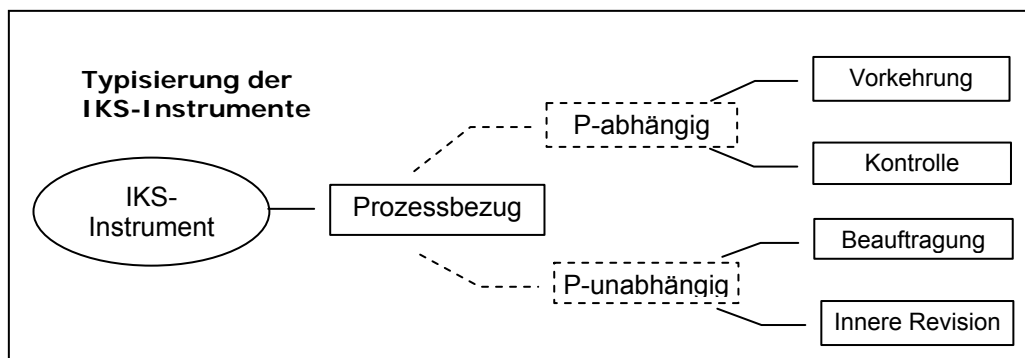 Typisierung der
IKS-Instrumente
IKS-
Instrument
Prozessbezug
P-abhängig
Vorkehrung
Kontrolle
P-unabhängig
Beauftragung
Innere Revision